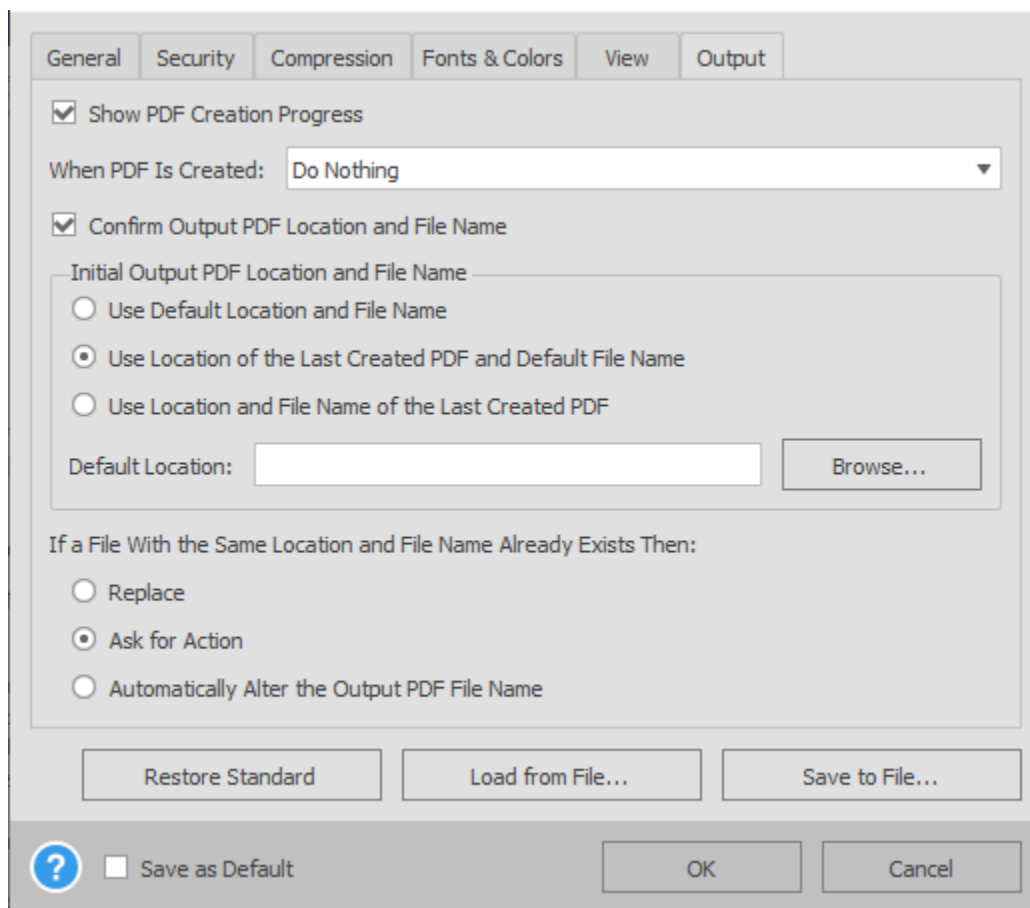 General Security Compression Fonts & Colors View Output
Show PDF Creation Progress
When PDF Is Created: Do Nothing
Confirm Output PDF Location and File Name
Initial Output PDF Location and File Name
Use Default Location and File Name
Use Location of the Last Created PDF and Default File Name
Use Location and File Name of the Last Created PDF
Default Location: Browse...
If a File With the Same Location and File Name Already Exists Then:
Replace
Ask for Action
Automatically Alter the Output PDF File Name
Restore Standard Load from File... Save to File...
? Save as Default OK Cancel